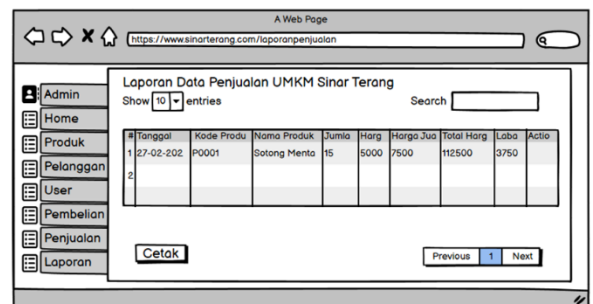 A Web Page
https://www.sinarterang.com/laporanpenjualan
Laporan Data Penjualan UMKM Sinar Terang
Show 10 entries
Search
Admin
Home
Produk
Pelanggan
User
Pembelian
Penjualan
Laporan
# Tanggal Kode Produ Nama Produk Jumla Harg Harga Jua Total Harg Laba Actio
1 27-02-202 P0001 Sotong Menta 15 5000 7500 112500 3750
2
Cetak
Previous 1 Next